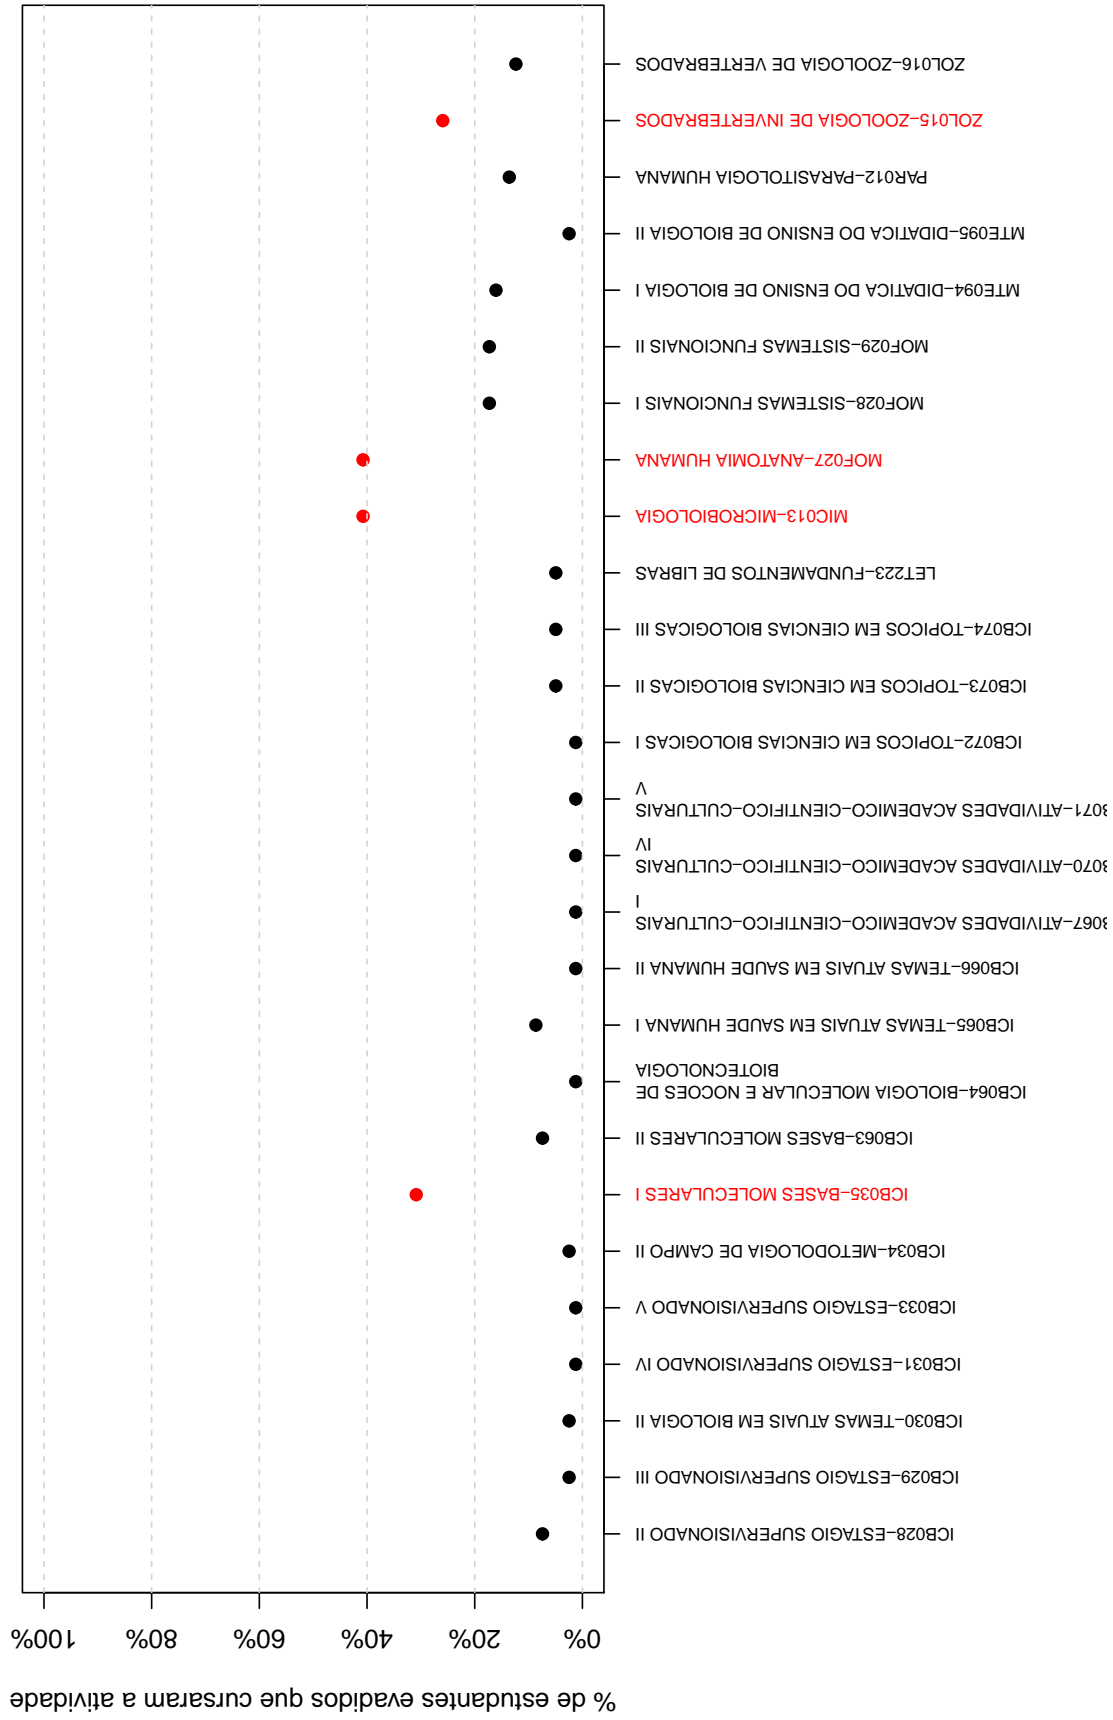 % de estudantes evadidos que cursaram a atividade
0% 20% 40% 60% 80% 100%
ICB028−ESTAGIO SUPERVISIONADO II
ICB029−ESTAGIO SUPERVISIONADO III
ICB030−TEMAS ATUAIS EM BIOLOGIA II
ICB031−ESTAGIO SUPERVISIONADO IV
ICB033−ESTAGIO SUPERVISIONADO V
ICB034−METODOLOGIA DE CAMPO II
ICB035−BASES MOLECULARES I
ICB063−BASES MOLECULARES II
ICB064−BIOLOGIA MOLECULAR E NOCOES DE
BIOTECNOLOGIA
ICB065−TEMAS ATUAIS EM SAUDE HUMANA I
ICB066−TEMAS ATUAIS EM SAUDE HUMANA II
B067−ATIVIDADES ACADEMICO−CIENTIFICO−CULTURAIS
I
B070−ATIVIDADES ACADEMICO−CIENTIFICO−CULTURAIS
IV
B071−ATIVIDADES ACADEMICO−CIENTIFICO−CULTURAIS
V
ICB072−TOPICOS EM CIENCIAS BIOLOGICAS I
ICB073−TOPICOS EM CIENCIAS BIOLOGICAS II
ICB074−TOPICOS EM CIENCIAS BIOLOGICAS III
LET223−FUNDAMENTOS DE LIBRAS
MIC013−MICROBIOLOGIA
MOF027−ANATOMIA HUMANA
MOF028−SISTEMAS FUNCIONAIS I
MOF029−SISTEMAS FUNCIONAIS II
MTE094−DIDATICA DO ENSINO DE BIOLOGIA I
MTE095−DIDATICA DO ENSINO DE BIOLOGIA II
PAR012−PARASITOLOGIA HUMANA
ZOL015−ZOOLOGIA DE INVERTEBRADOS
ZOL016−ZOOLOGIA DE VERTEBRADOS